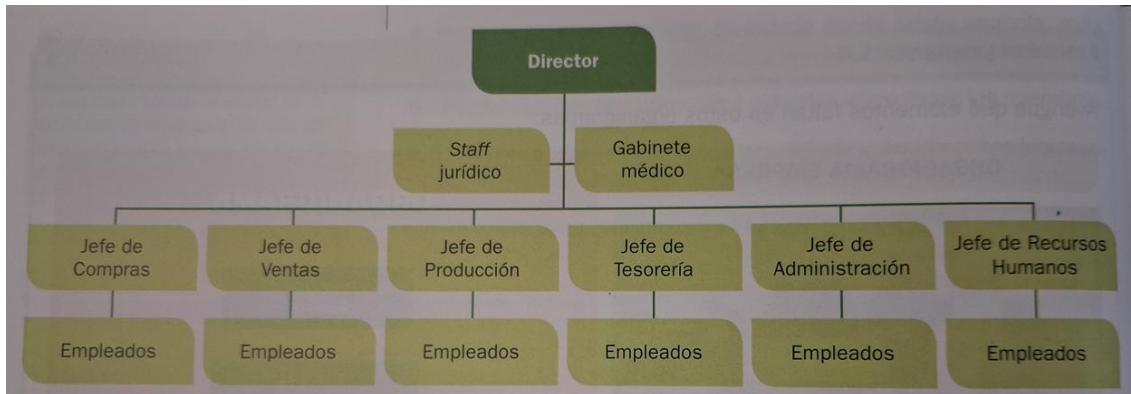 Director
Staff
jurídico
Gabinete
médico
Jefe de
Compras
Jefe de
Ventas
Jefe de
Producción
Jefe de
Tesorería
Jefe de
Administración
Jefe de Recursos
Humanos
Empleados
Empleados
Empleados
Empleados
Empleados
Empleados